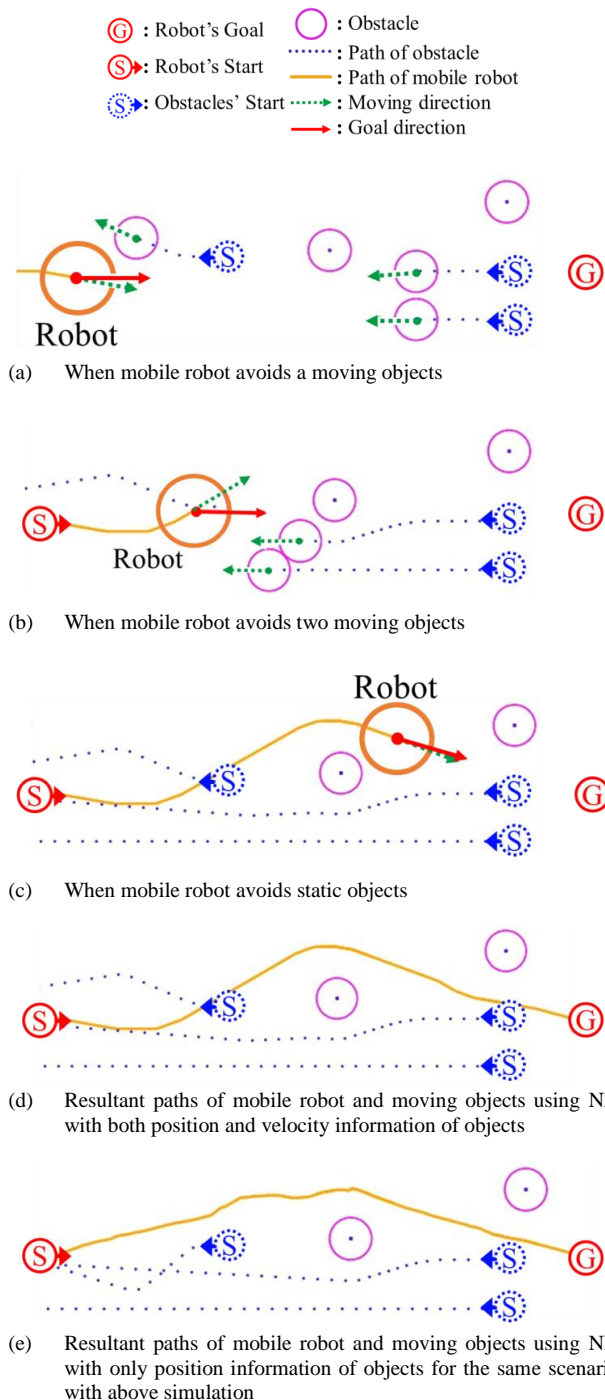 G : Robot's Goal
S : Robot's Start
S : Obstacles' Start
: Obstacle
: Path of obstacle
: Path of mobile robot
: Moving direction
: Goal direction
S
S
S
G
Robot
(a) When mobile robot avoids a moving objects
S
S
S
G
Robot
(b) When mobile robot avoids two moving objects
Robot
S
S
S
S
G
(c) When mobile robot avoids static objects
S
S
S
S
G
(d) Resultant paths of mobile robot and moving objects using
with both position and velocity information of objects
S
S
S
S
G
(e) Resultant paths of mobile robot and moving objects using
with only position information of objects for the same
with above simulation